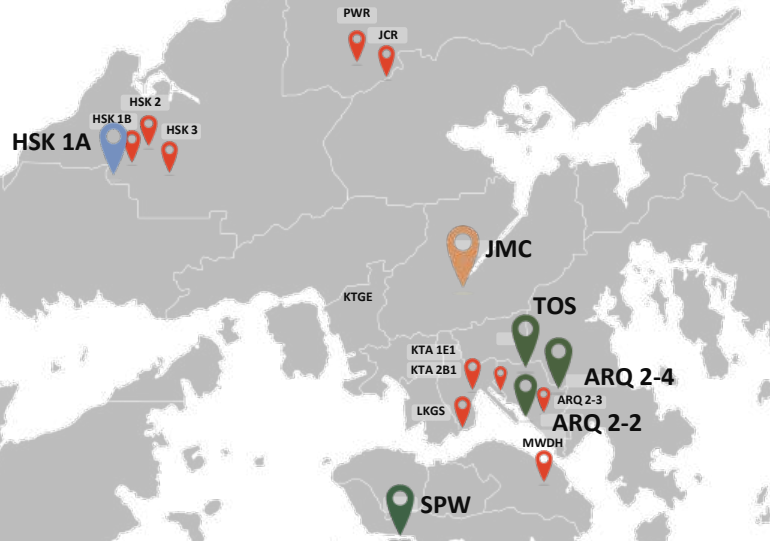 PWR
JCR
HSK 2
HSK 1B
HSK 3
HSK 1A
JMC
KTGE
TOS
KTA 1E1
KTA 2B1
ARQ 2-4
ARQ 2-3
LKGS
ARQ 2-2
MWDH
SPW